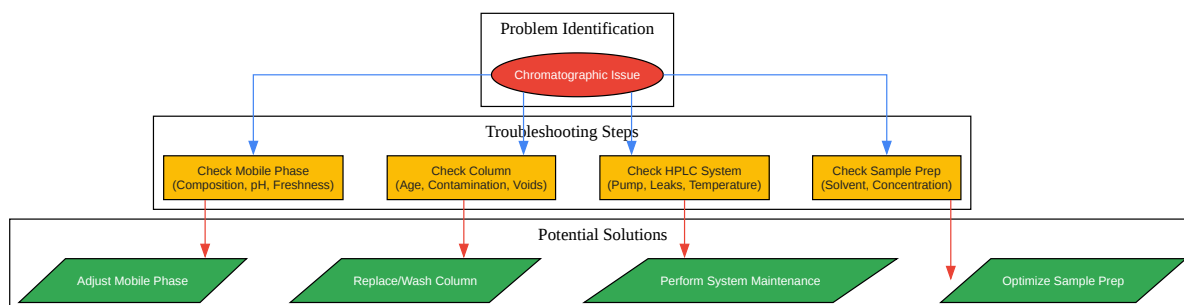 Problem Identification
Chromatographic Issue
Troubleshooting Steps
Check Mobile Phase
(Composition, pH, Freshness)
Check Column
(Age, Contamination, Voids)
Check HPLC System
(Pump, Leaks, Temperature)
Check Sample Prep
(Solvent, Concentration)
Potential Solutions
Adjust Mobile Phase
Replace/Wash Column
Perform System Maintenance
Optimize Sample Prep